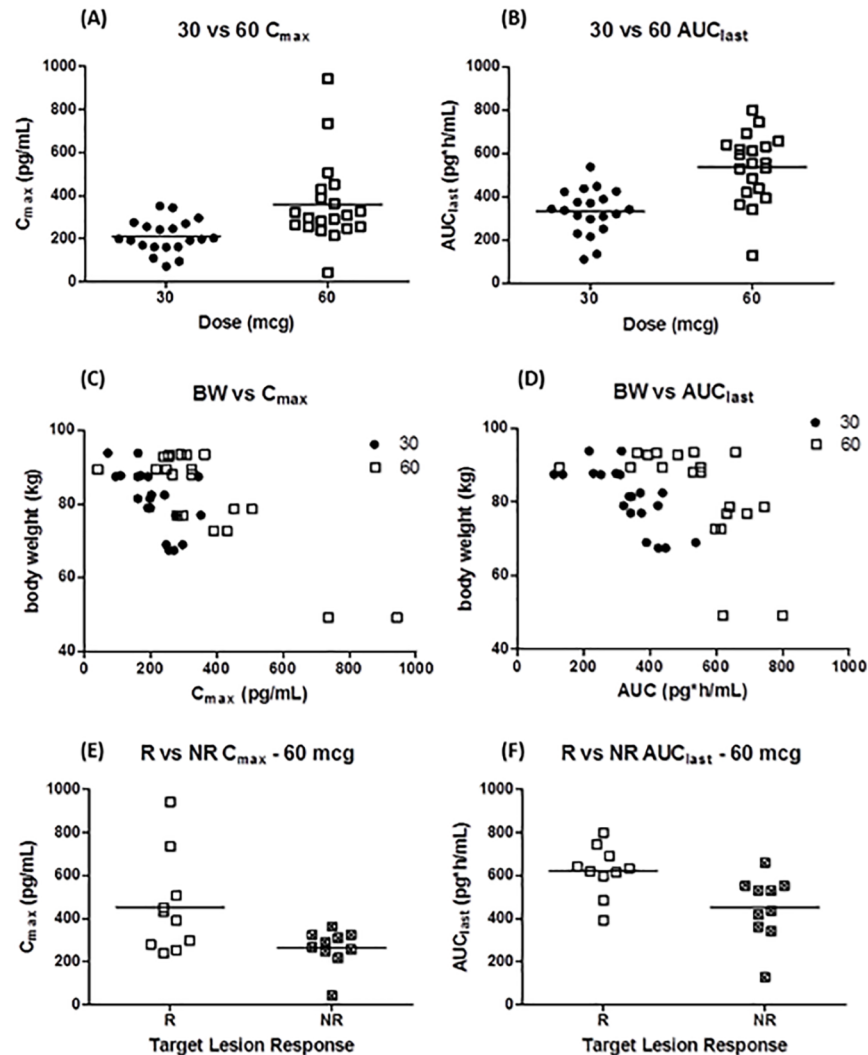 (A)
30 vs 60 Cmax
Cmax (pg/mL)
1000
800
600
400
200
0
30
60
Dose (mcg)
(B)
30 vs 60 AUClast
AUClast (pg*h/mL)
1000
800
600
400
200
0
30
60
Dose (mcg)
(C)
BW vs Cmax
body weight (kg)
100
80
60
40
0
200
400
600
800
1000
Cmax (pg/mL)
30
60
(D)
BW vs AUClast
body weight (kg)
100
80
60
40
0
200
400
600
800
1000
AUC (pg*h/mL)
30
60
(E)
R vs NR Cmax - 60 mcg
Cmax (pg/mL)
1000
800
600
400
200
0
R
NR
Target Lesion Response
(F)
R vs NR AUClast - 60 mcg
AUClast (pg*h/mL)
1000
800
600
400
200
0
R
NR
Target Lesion Response